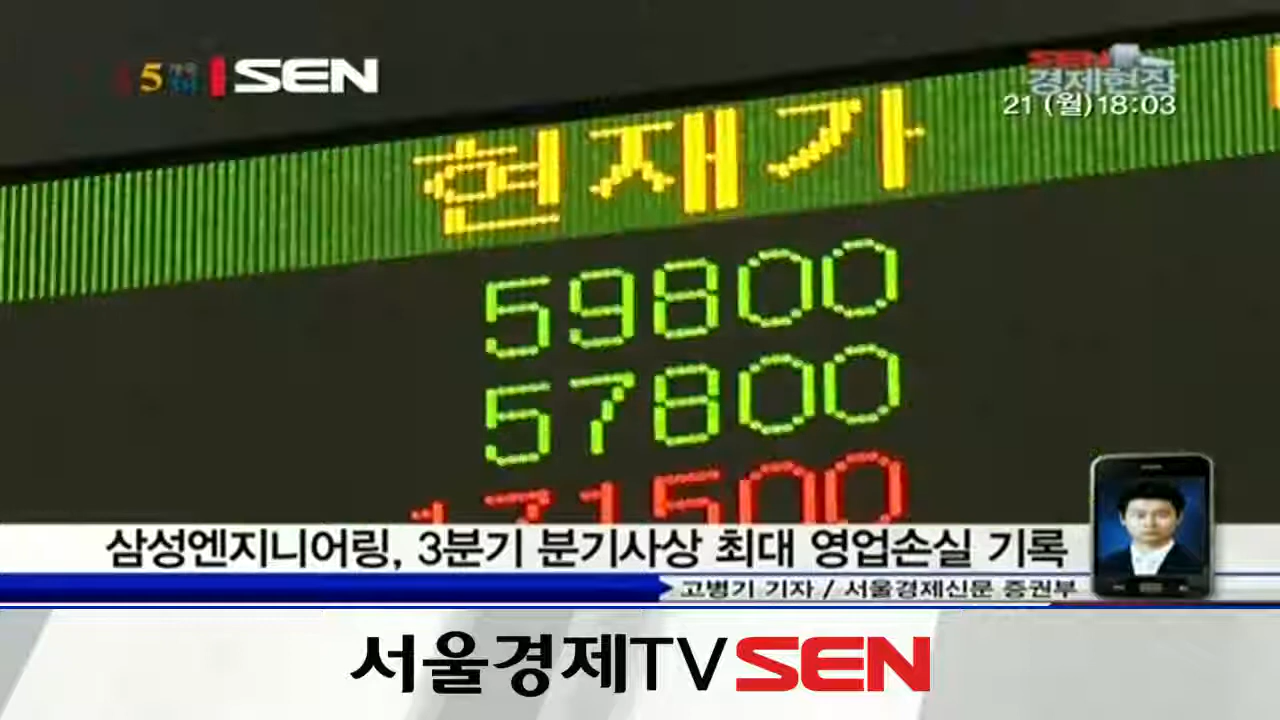 5 SEN
SEN
경제현장
21 (월) 18:03
현재가
59800
57800
171500
삼성엔지니어링, 3분기 분기사상 최대 영업손실 기록
고병기 기자 / 서울경제신문 증권부
서울경제TV SEN